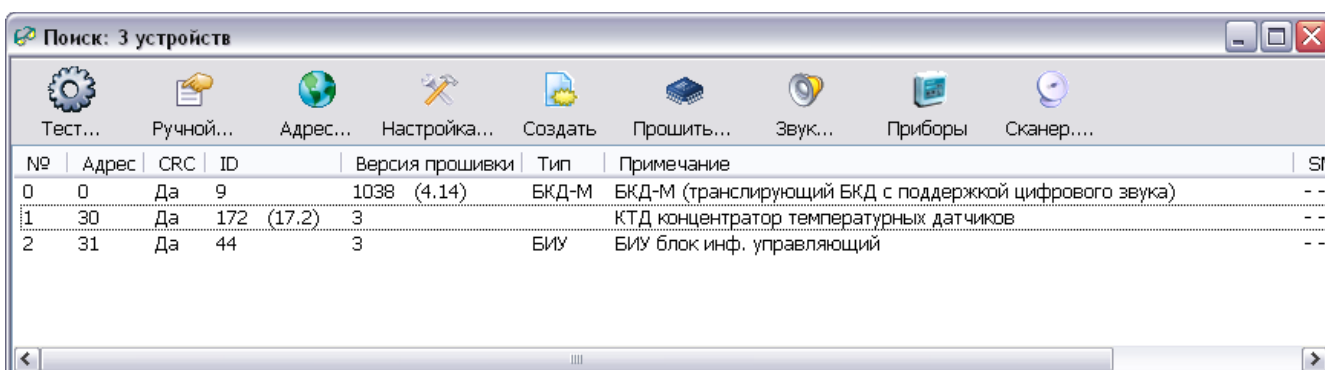 Поиск: 3 устройств
Тест... Ручной... Адрес... Настройка... Создать Прошить... Звук... Приборы Сканер....
№ Адрес CRC ID Версия прошивки Тип Примечание
0 0 Да 9 1038 (4.14) БКД-М БКД-М (транслирующий БКД с поддержкой цифрового звука) - -
1 30 Да 172 (17.2) 3 КТД концентратор температурных датчиков - -
2 31 Да 44 3 БИУ БИУ блок инф. управляющий - -